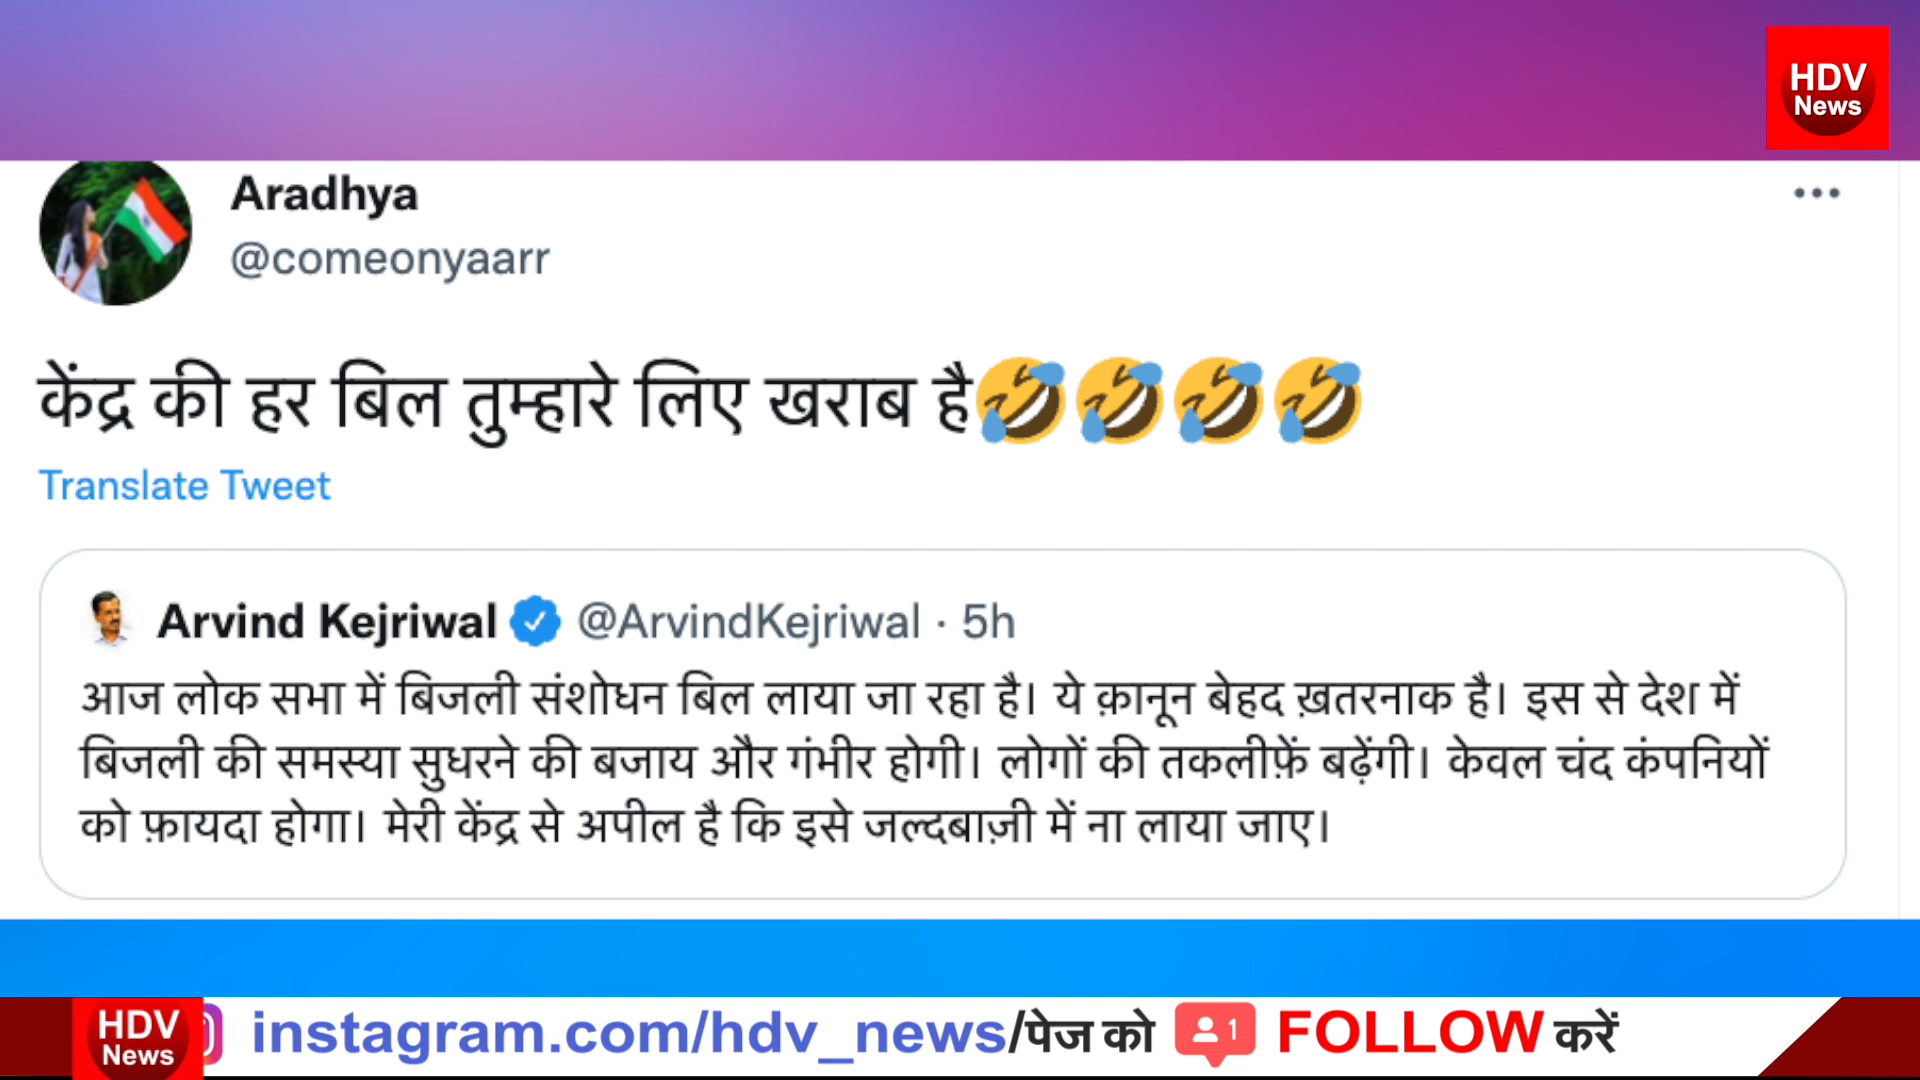 HDV
News
Aradhya
@comeonyaarr
केंद्र की हर बिल तुम्हारे लिए खराब है🤣🤣🤣🤣
Translate Tweet
Arvind Kejriwal @ArvindKejriwal · 5h
आज लोक सभा में बिजली संशोधन बिल लाया जा रहा है। ये क़ानून बेहद ख़तरनाक है। इस से देश में
बिजली की समस्या सुधरने की बजाय और गंभीर होगी। लोगों की तकलीफ़ें बढ़ेंगी। केवल चंद कंपनियों
को फ़ायदा होगा। मेरी केंद्र से अपील है कि इसे जल्दबाज़ी में ना लाया जाए।
HDV
News
instagram.com/hdv_news/पेज को 1 FOLLOW करें